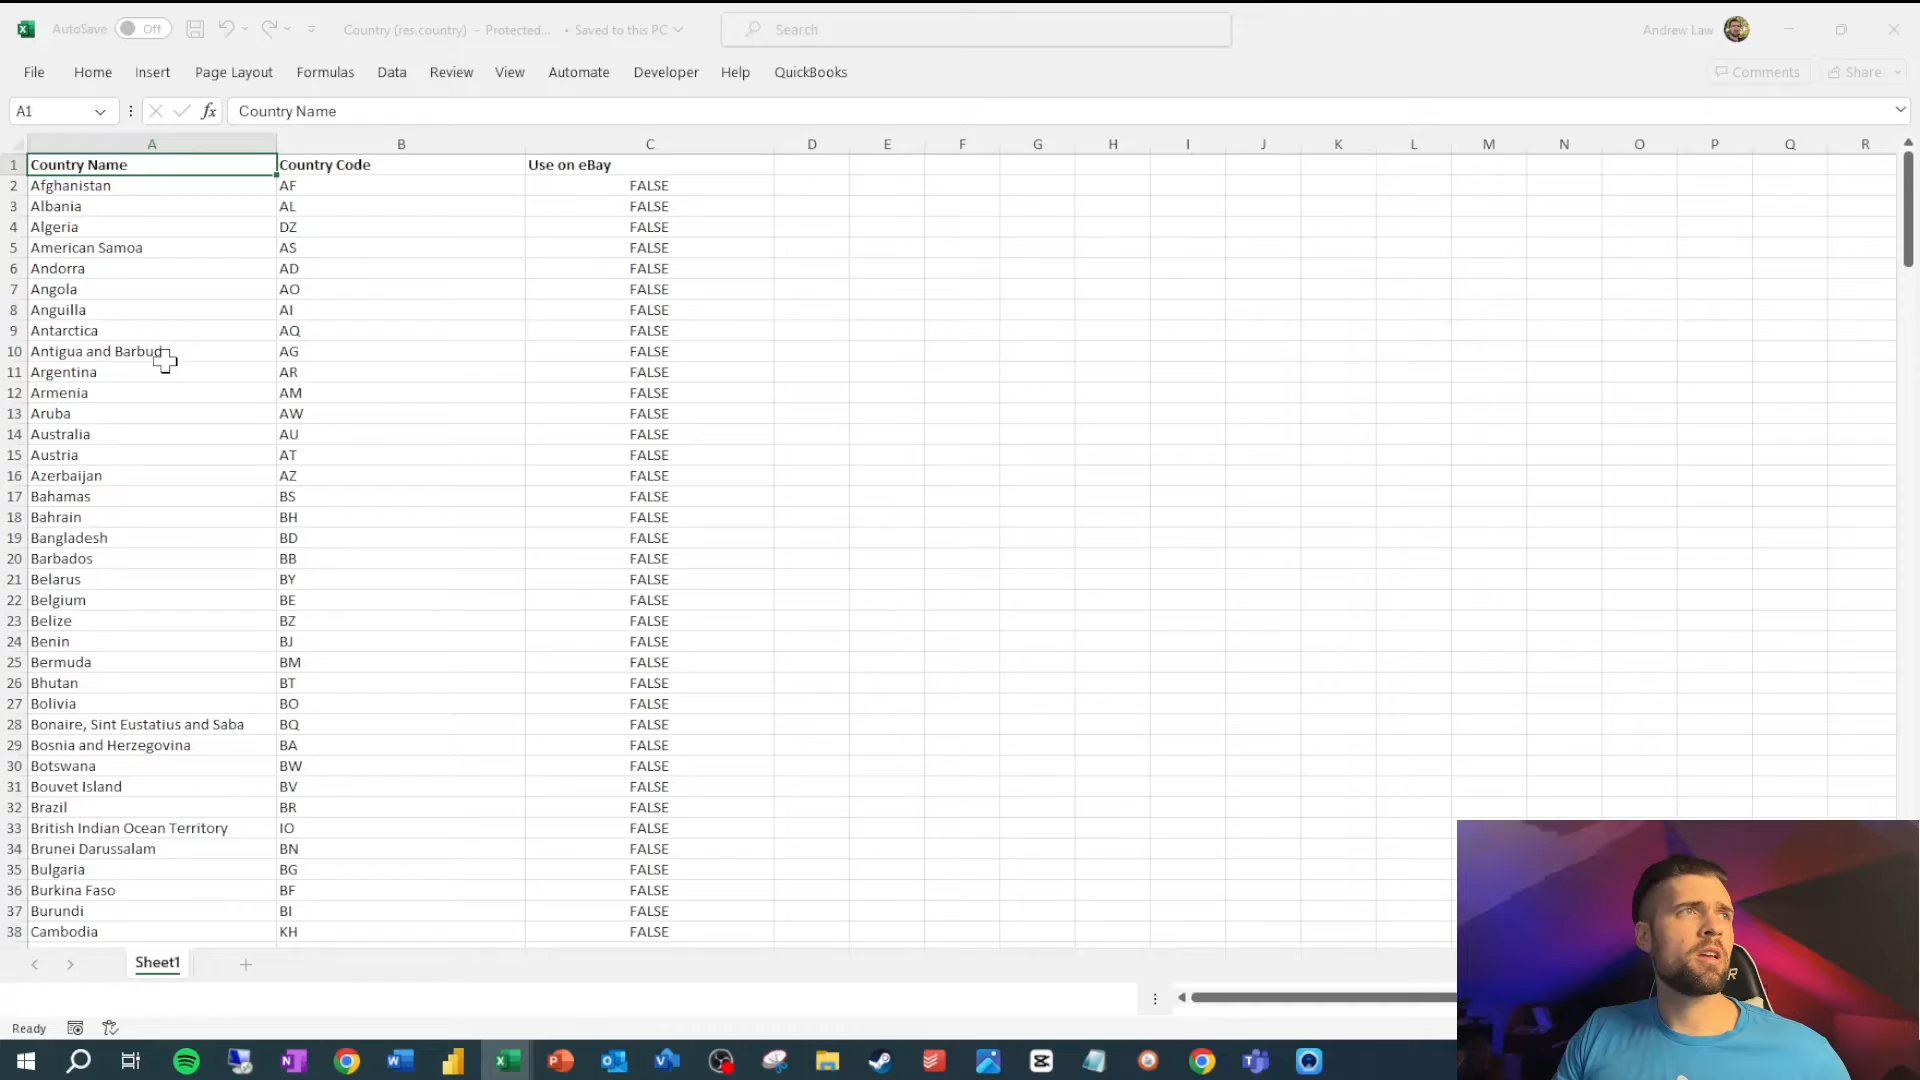 AutoSave Off Country (res.country) - Protected... • Saved to this PC Search Andrew Law
File Home Insert Page Layout Formulas Data Review View Automate Developer Help QuickBooks Comments Share
A1 fx Country Name
A B C D E F G H I J K L M N O P Q R
1 Country Name Country Code Use on eBay
2 Afghanistan AF FALSE
3 Albania AL FALSE
4 Algeria DZ FALSE
5 American Samoa AS FALSE
6 Andorra AD FALSE
7 Angola AO FALSE
8 Anguilla AI FALSE
9 Antarctica AQ FALSE
10 Antigua and Barbud AG FALSE
11 Argentina AR FALSE
12 Armenia AM FALSE
13 Aruba AW FALSE
14 Australia AU FALSE
15 Austria AT FALSE
16 Azerbaijan AZ FALSE
17 Bahamas BS FALSE
18 Bahrain BH FALSE
19 Bangladesh BD FALSE
20 Barbados BB FALSE
21 Belarus BY FALSE
22 Belgium BE FALSE
23 Belize BZ FALSE
24 Benin BJ FALSE
25 Bermuda BM FALSE
26 Bhutan BT FALSE
27 Bolivia BO FALSE
28 Bonaire, Sint Eustatius and Saba BQ FALSE
29 Bosnia and Herzegovina BA FALSE
30 Botswana BW FALSE
31 Bouvet Island BV FALSE
32 Brazil BR FALSE
33 British Indian Ocean Territory IO FALSE
34 Brunei Darussalam BN FALSE
35 Bulgaria BG FALSE
36 Burkina Faso BF FALSE
37 Burundi BI FALSE
38 Cambodia KH FALSE
Sheet1
Ready